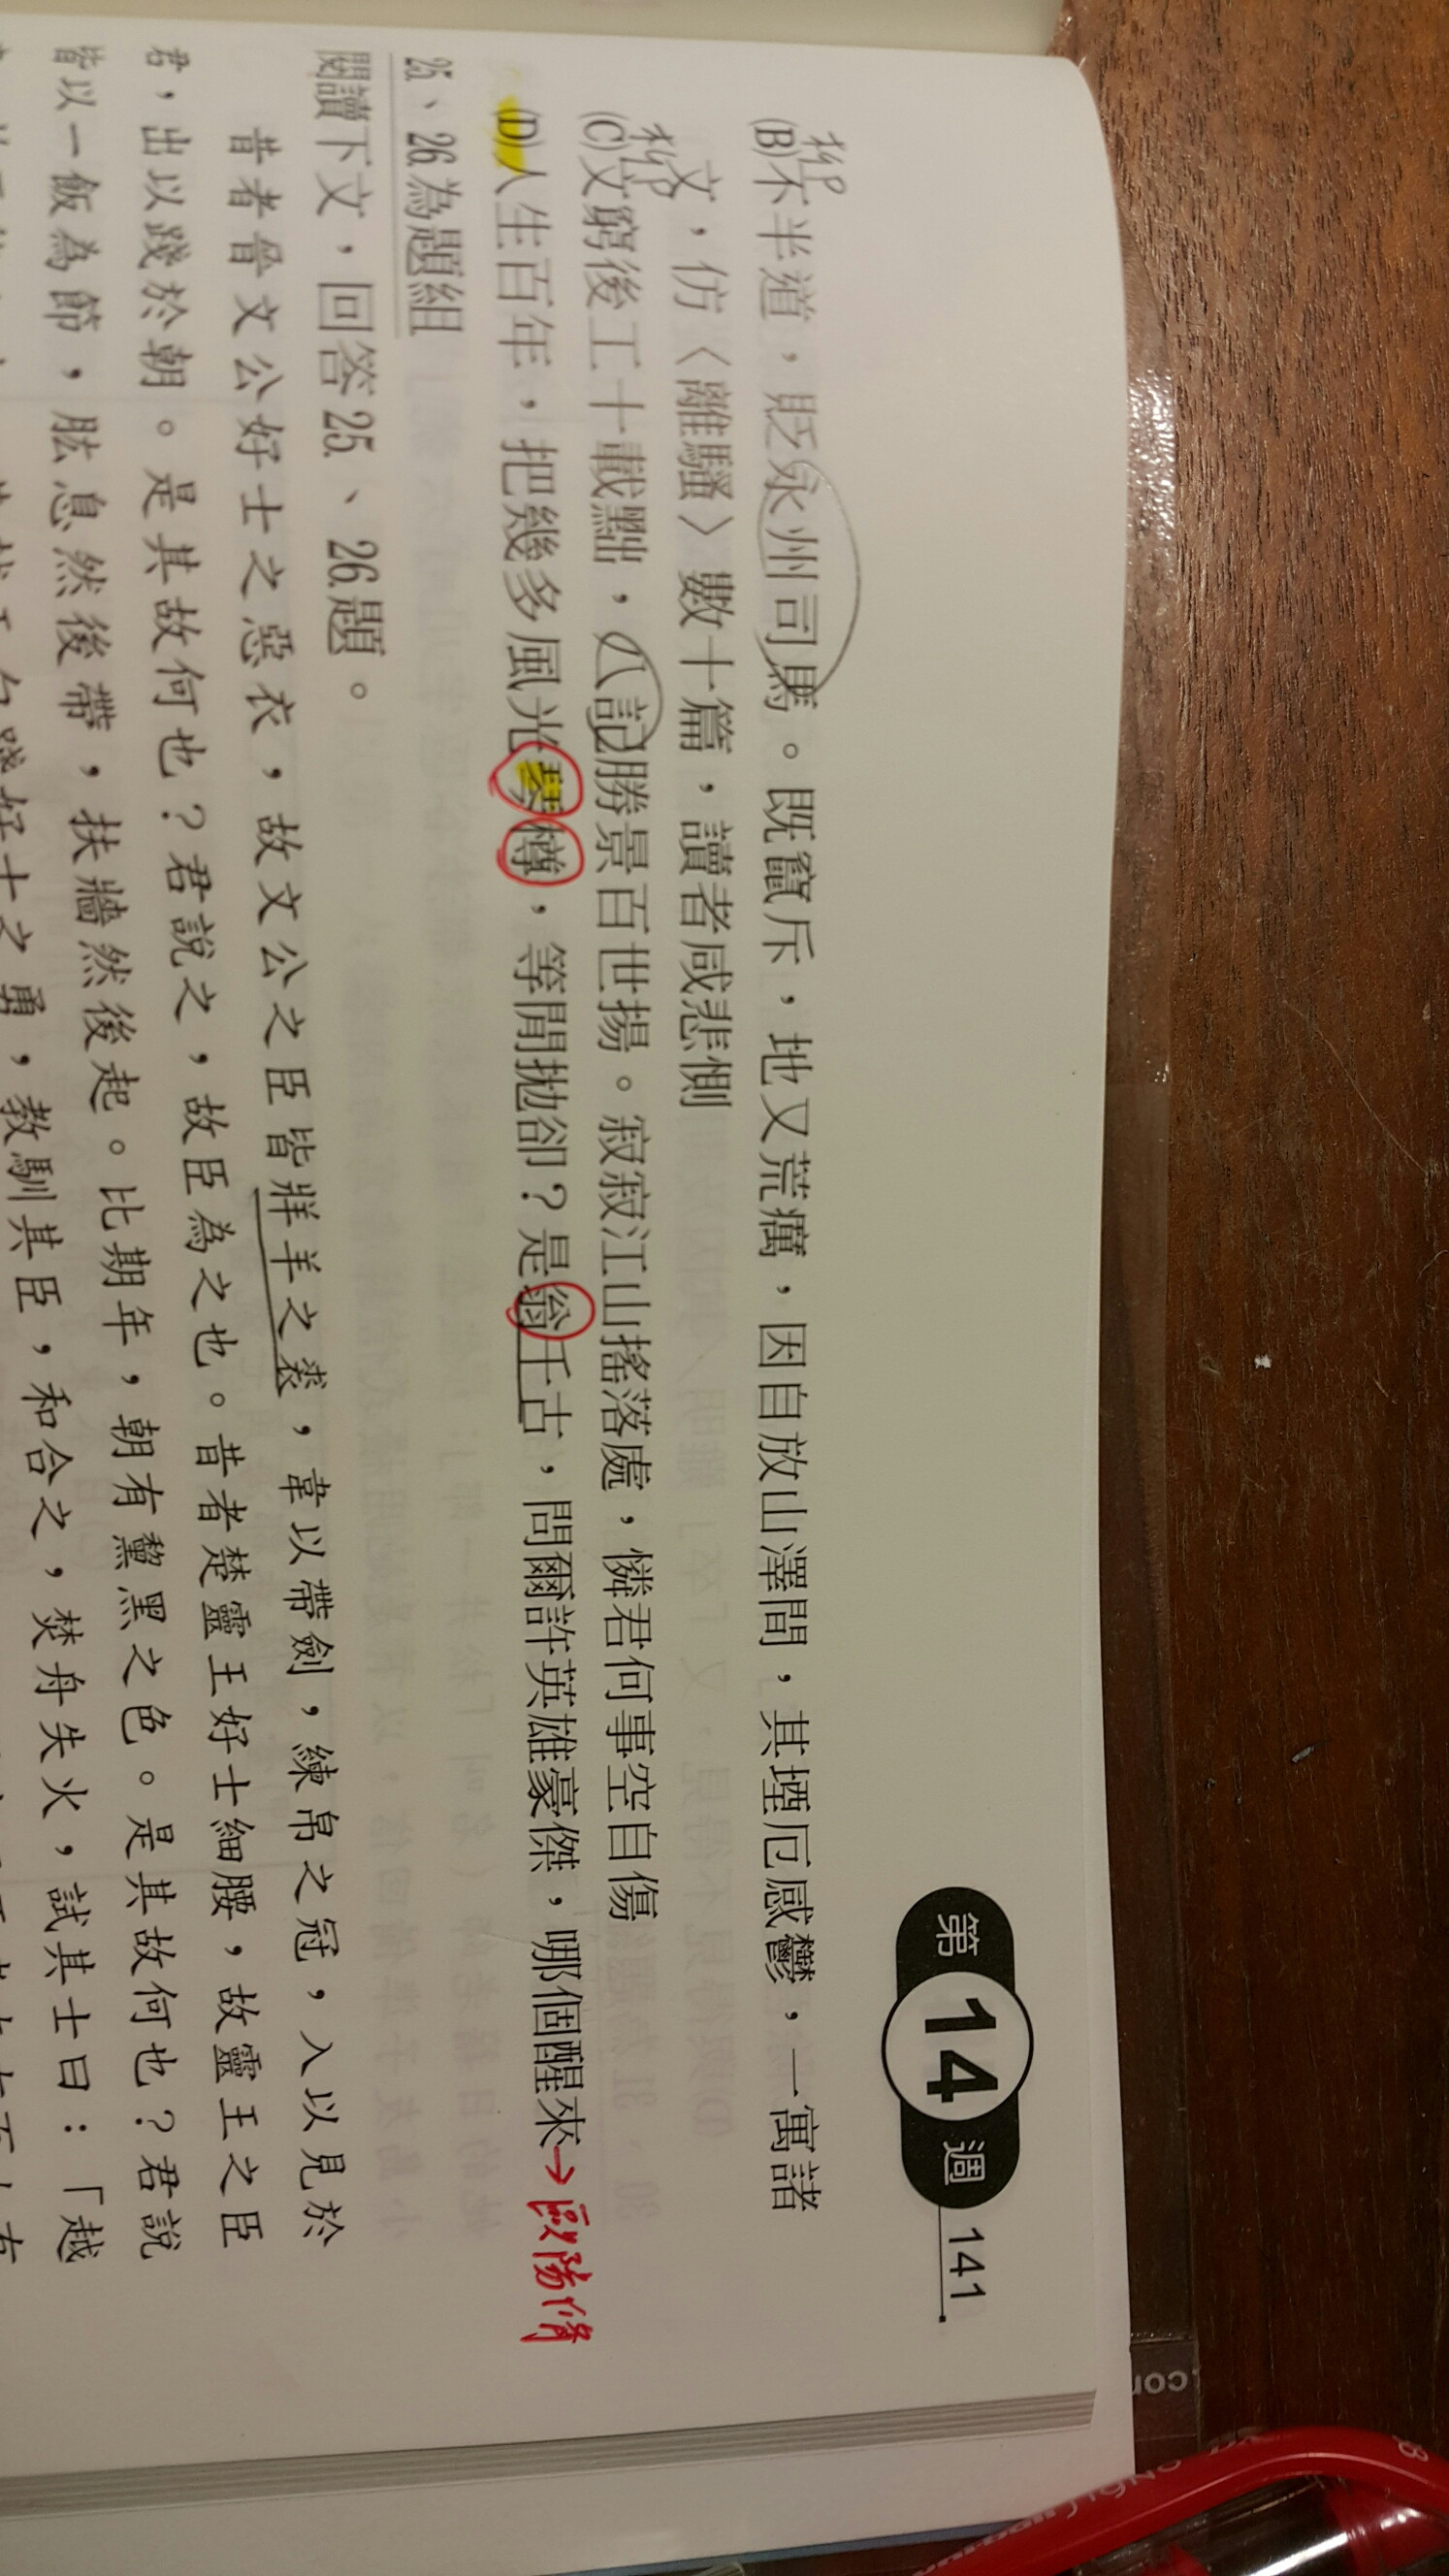 第14週 141
柳
(B)不半道，貶永州司馬。既竄斥，地又荒癘，因自放山澤間，其堙厄感鬱，一寓諸
文，仿〈離騷〉數十篇，讀者咸悲惻
柳
(C)文窮後工十載黜，八記勝景百世揚。寂寂江山搖落處，憐君何事空自傷
(D)人生百年，把幾多風光琴樽，等閒拋卻？是翁千古，問爾許英雄豪傑，哪個醒來→歐陽脩
25、26為題組
閱讀下文，回答25、26題。
昔者晉文公好士之惡衣，故文公之臣皆牂羊之裘，韋以帶劍，練帛之冠，入以見於
君，出以踐於朝。是其故何也？君說之，故臣為之也。昔者楚靈王好士細腰，故靈王之臣
皆以一飯為節，肱息然後帶，扶牆然後起。比期年，朝有黧黑之色。是其故何也？君說
好士之勇，教馴其臣，和合之，焚舟失火，試其士曰：「越
.co